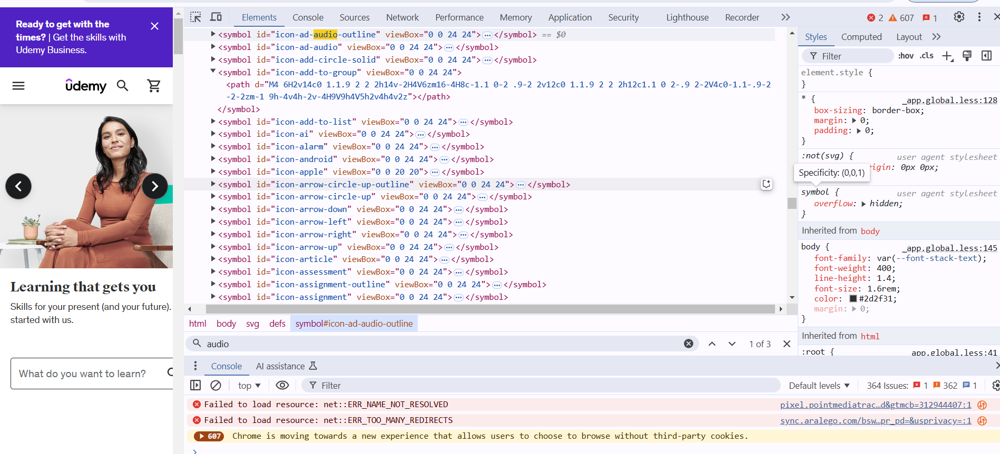 Ready to get with the
times? | Get the skills with
Udemy Business.
udemy
Learning that gets you
Skills for your present (and your future).
started with us.
What do you want to learn?
Elements Console Sources Network Performance Memory Application Security Lighthouse Recorder 2 607 1
<symbol id="icon-ad-audio-outline" viewBox="0 0 24 24">…</symbol> == $0
<symbol id="icon-ad-audio" viewBox="0 0 24 24">…</symbol>
<symbol id="icon-add-circle-solid" viewBox="0 0 24 24">…</symbol>
<symbol id="icon-add-to-group" viewBox="0 0 24 24">
<path d="M4 6H2v14c0 1.1.9 2 2 2h14v-2H4V6zm16-4H8c-1.1 0-2 .9-2 2v12c0 1.1.9 2 2 2h12c1.1 0 2-.9 2-2V4c0-1.1-.9-2
-2-2zm-1 9h-4v4h-2v-4H9V9h4V5h2v4h4v2z"></path>
</symbol>
<symbol id="icon-add-to-list" viewBox="0 0 24 24">…</symbol>
<symbol id="icon-ai" viewBox="0 0 24 24">…</symbol>
<symbol id="icon-alarm" viewBox="0 0 24 24">…</symbol>
<symbol id="icon-android" viewBox="0 0 24 24">…</symbol>
<symbol id="icon-apple" viewBox="0 0 20 20">…</symbol>
<symbol id="icon-arrow-circle-up-outline" viewBox="0 0 24 24">…</symbol>
<symbol id="icon-arrow-circle-up" viewBox="0 0 24 24">…</symbol>
<symbol id="icon-arrow-down" viewBox="0 0 24 24">…</symbol>
<symbol id="icon-arrow-left" viewBox="0 0 24 24">…</symbol>
<symbol id="icon-arrow-right" viewBox="0 0 24 24">…</symbol>
<symbol id="icon-arrow-up" viewBox="0 0 24 24">…</symbol>
<symbol id="icon-article" viewBox="0 0 24 24">…</symbol>
<symbol id="icon-assessment" viewBox="0 0 24 24">…</symbol>
<symbol id="icon-assignment-outline" viewBox="0 0 24 24">…</symbol>
<symbol id="icon-assignment" viewBox="0 0 24 24">…</symbol>
html body svg defs symbol#icon-ad-audio-outline
audio 1 of 3
Styles Computed Layout
Filter :hov .cls
element.style {
}
* { _app.global.less:128
box-sizing: border-box;
margin: 0;
padding: 0;
}
:not(svg) { user agent stylesheet
igin: 0px 0px;
Specificity: (0,0,1)
symbol { user agent stylesheet
overflow: hidden;
}
Inherited from body
body { _app.global.less:145
font-family: var(--font-stack-text);
font-weight: 400;
line-height: 1.4;
font-size: 1.6rem;
color: #2d2f31;
margin: 0;
}
Inherited from html
:root { app.global.less:41
Console AI assistance
top Filter Default levels 364 Issues: 1 362 1
Failed to load resource: net::ERR_NAME_NOT_RESOLVED pixel.pointmediatrac…d&gtmcb=312944407:1
Failed to load resource: net::ERR_TOO_MANY_REDIRECTS sync.aralego.com/bsw…pr_pd=&usprivacy=:1
607 Chrome is moving towards a new experience that allows users to choose to browse without third-party cookies.